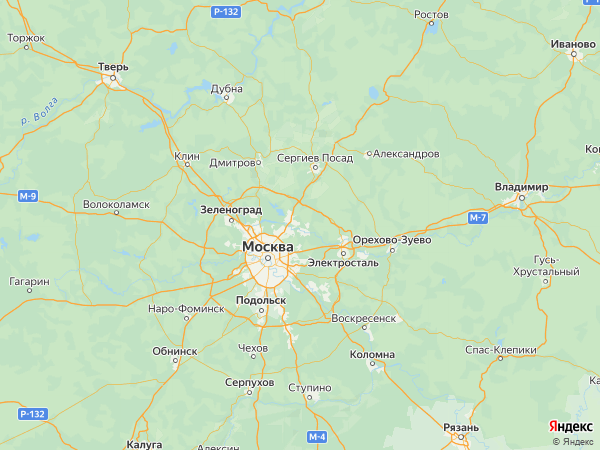 Р-132
Ростов
Торжок
Иваново
Тверь
Дубна
р. Волга
Клин
Дмитров
Сергиев Посад
Александров
М-9
Волоколамск
Зеленоград
Владимир
М-7
Москва
Орехово-Зуево
Электросталь
Гусь-
Хрустальный
Гагарин
Подольск
Наро-Фоминск
Воскресенск
Чехов
Обнинск
Коломна
Спас-Клепики
Серпухов
Ступино
Р-132
Калуга
Алексин
М-4
Рязань
Яндекс
© Яндекс